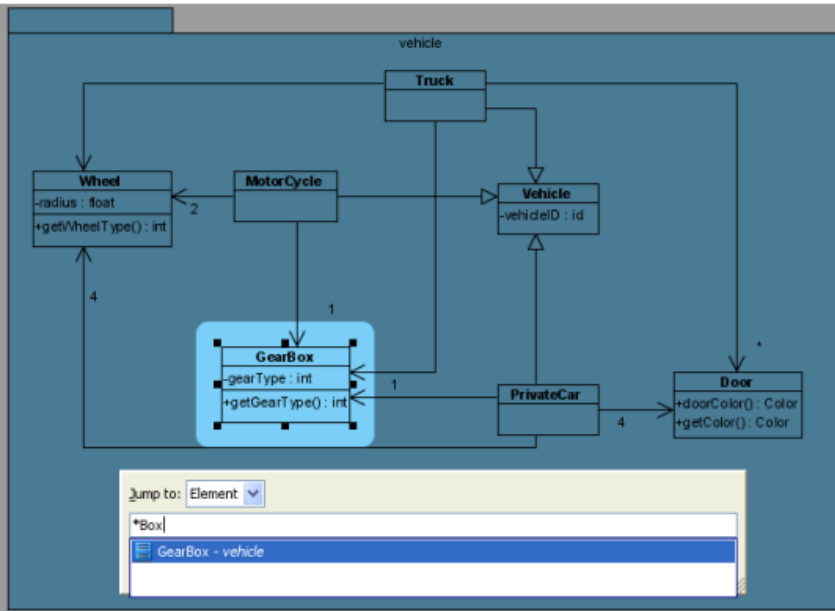 vehicle
Truck
Wheel
-radius : float
+getWheelType() : int
2
MotorCycle
Vehicle
-vehicleID : id
4
1
*
GearBox
-gearType : int
+getGearType() : int
1
PrivateCar
4
Door
+doorColor() : Color
+getColor() : Color
Jump to: Element
*Box
GearBox - vehicle